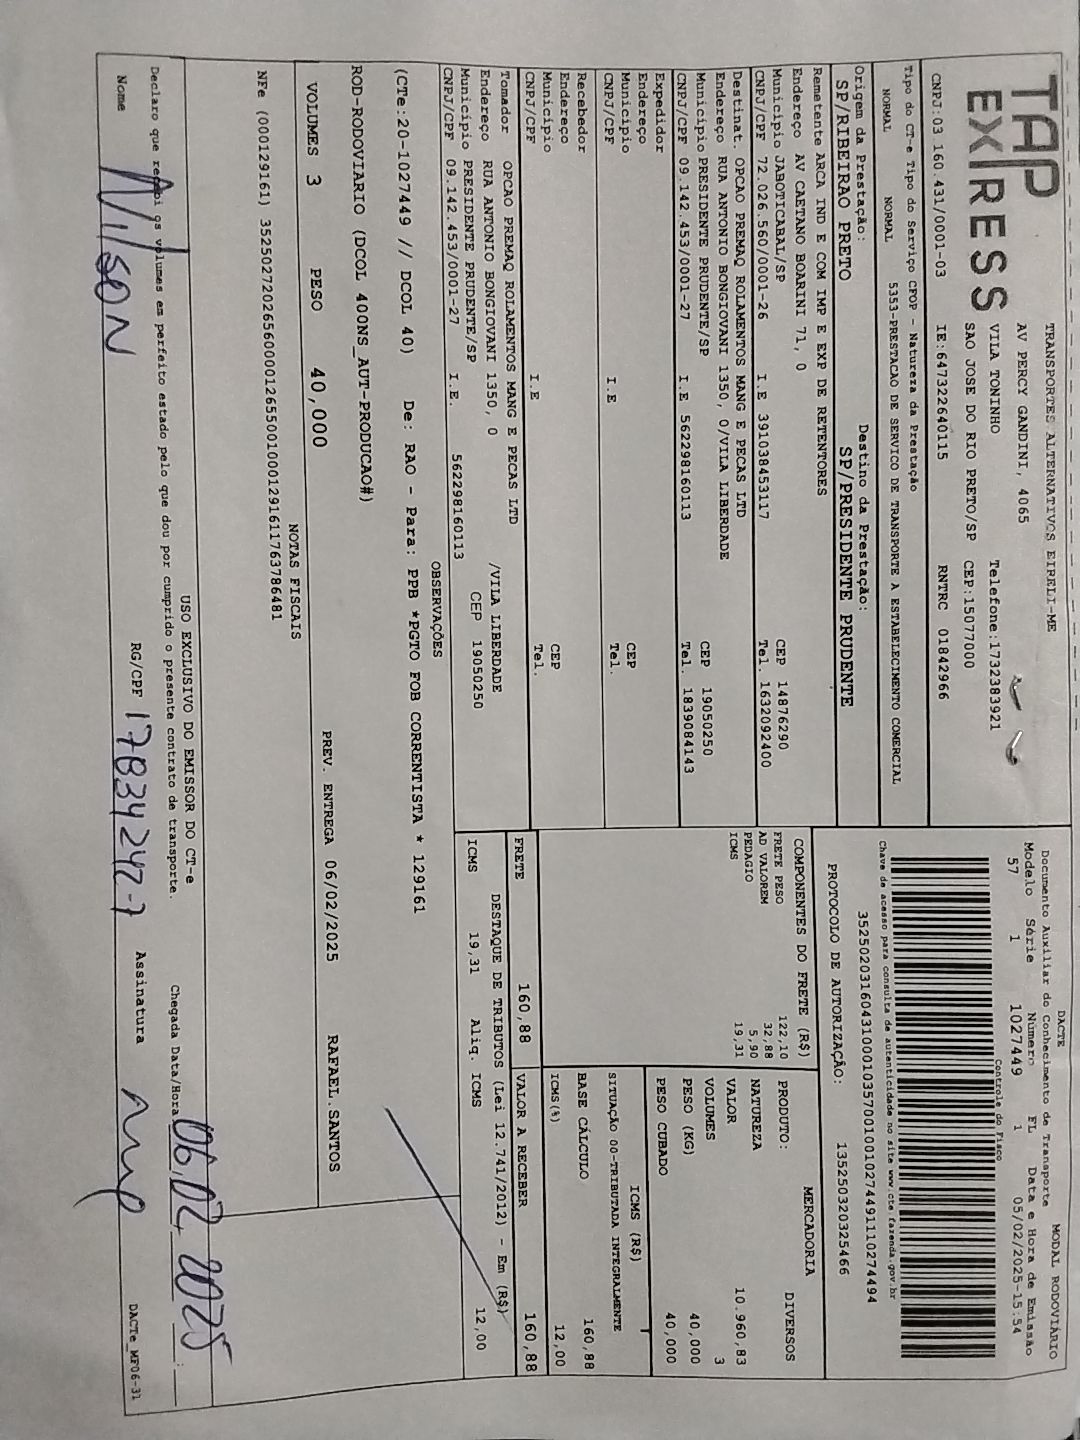 TAP
EXPRESS
TRANSPORTES ALTERNATIVOS EIRELI-ME
AV PERCY GANDINI, 4065
VILA TONINHO Telefone:1732383921
SAO JOSE DO RIO PRETO/SP CEP:15077000
CNPJ:03 160.431/0001-03 IE:647322640115 RNTRC 01842966
Tipo do CT-e Tipo do Serviço CFOP - Natureza da Prestação
NORMAL NORMAL 5353-PRESTACAO DE SERVICO DE TRANSPORTE A ESTABELECIMENTO COMERCIAL
Origem da Prestação: Destino da Prestação:
SP/RIBEIRAO PRETO SP/PRESIDENTE PRUDENTE
Remetente ARCA IND E COM IMP E EXP DE RETENTORES
Endereço AV CAETANO BOARINI 71, 0
Municipio JABOTICABAL/SP CEP 14876290
CNPJ/CPF 72.026.560/0001-26 I.E 391038453117 Tel. 1632092400
Destinat. OPCAO PREMAQ ROLAMENTOS MANG E PECAS LTD
Endereço RUA ANTONIO BONGIOVANI 1350, 0/VILA LIBERDADE
Municipio PRESIDENTE PRUDENTE/SP CEP 19050250
CNPJ/CPF 09.142.453/0001-27 I.E 562298160113 Tel. 1839084143
Expedidor
Endereço
Municipio CEP
CNPJ/CPF I.E Tel.
Recebedor
Endereço
Municipio CEP
CNPJ/CPF I.E Tel.
Tomador OPCAO PREMAQ ROLAMENTOS MANG E PECAS LTD
Endereço RUA ANTONIO BONGIOVANI 1350, 0 /VILA LIBERDADE
Municipio PRESIDENTE PRUDENTE/SP CEP 19050250
CNPJ/CPF 09.142.453/0001-27 I.E. 562298160113
DACTE MODAL RODOVIÁRIO
Documento Auxiliar do Conhecimento de Transporte
Modelo Série Número FL Data e Hora de Emissão
57 1 1027449 1 05/02/2025-15:54
Controle do Fisco
Chave de acesso para consulta de autenticidade no site www.cte fazenda.gov.br
35250203160431000103570010010274491110274494
PROTOCOLO DE AUTORIZAÇÃO: 135250320325466
COMPONENTES DO FRETE (R$)
FRETE PESO 122,10
AD VALOREM 32,88
PEDAGIO 5,90
ICMS 19,31
MERCADORIA
PRODUTO: DIVERSOS
NATUREZA
VALOR 10.960,83
VOLUMES 3
PESO (KG) 40,000
PESO CUBADO 40,000
ICMS (R$)
SITUAÇÃO 00-TRIBUTADA INTEGRALMENTE
BASE CÁLCULO 160,88
ICMS(%) 12,00
FRETE 160,88 VALOR A RECEBER 160,88
DESTAQUE DE TRIBUTOS (Lei 12.741/2012) - Em (R$)
ICMS 19,31 Aliq. ICMS 12,00
OBSERVAÇÕES
(CTe:20-1027449 // DCOL 40) De: RAO - Para: PPB *PGTO FOB CORRENTISTA * 129161
ROD-RODOVIARIO (DCOL 400NS_AUT-PRODUCAO#)
VOLUMES 3 PESO 40,000 PREV. ENTREGA 06/02/2025 RAFAEL.SANTOS
NOTAS FISCAIS
NFe (000129161) 35250272026560000126550010001291611763786481
USO EXCLUSIVO DO EMISSOR DO CT-e
Declaro que recebi os volumes em perfeito estado pelo que dou por cumprido o presente contrato de transporte. Chegada Data/Hora 06 02 2025
Nome Nilson RG/CPF 17834242-7 Assinatura
DACTe_MF06-31